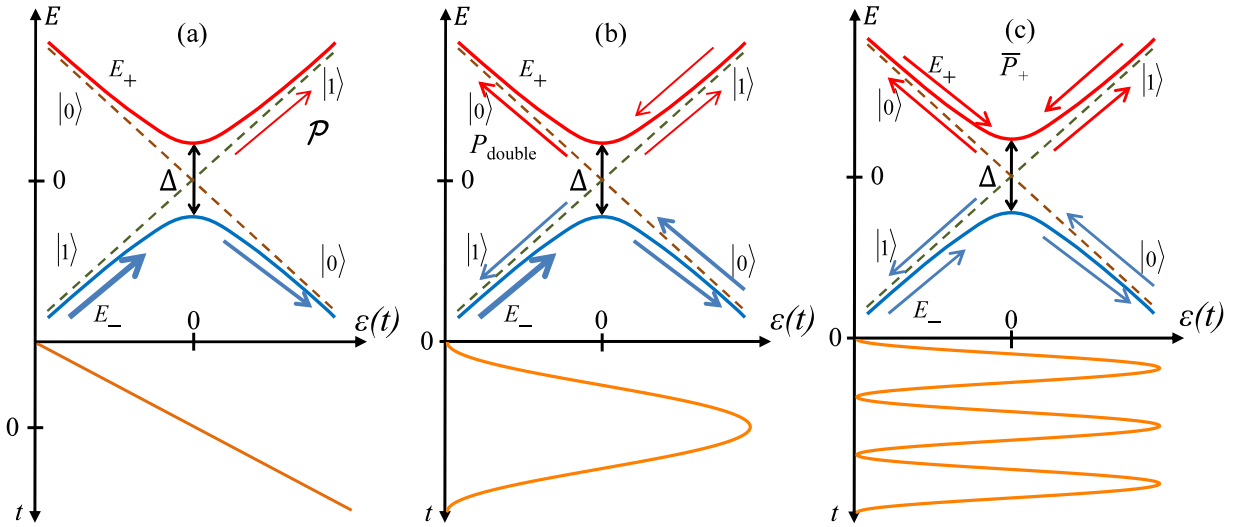 E
(a)
E₊
|1⟩
|0⟩
𝒫
0
Δ
|1⟩
|0⟩
E₋
0
ε(t)
0
t
E
(b)
E₊
|0⟩
|1⟩
P_double
0
Δ
|1⟩
|0⟩
E₋
0
ε(t)
0
t
E
(c)
E₊
P̅₊
|0⟩
|1⟩
0
Δ
|1⟩
|0⟩
E₋
0
ε(t)
0
t